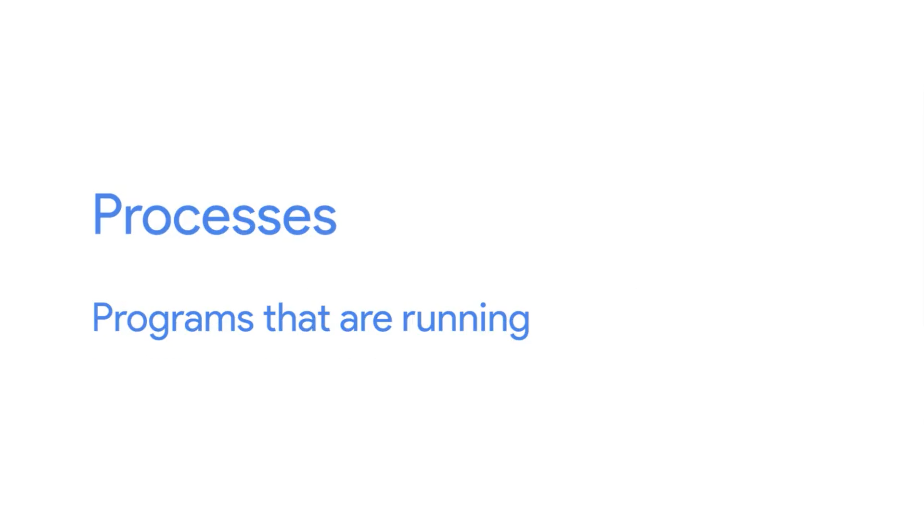 Processes
Programs that are running